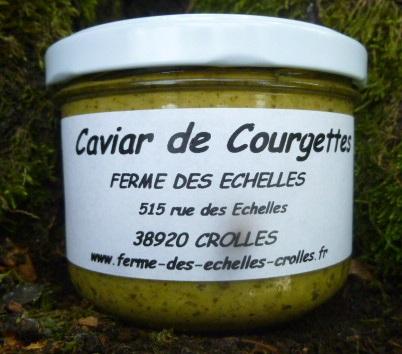 Caviar de Courgettes
FERME DES ECHELLES
515 rue des Echelles
38920 CROLLES
www.ferme-des-echelles-crolles.fr